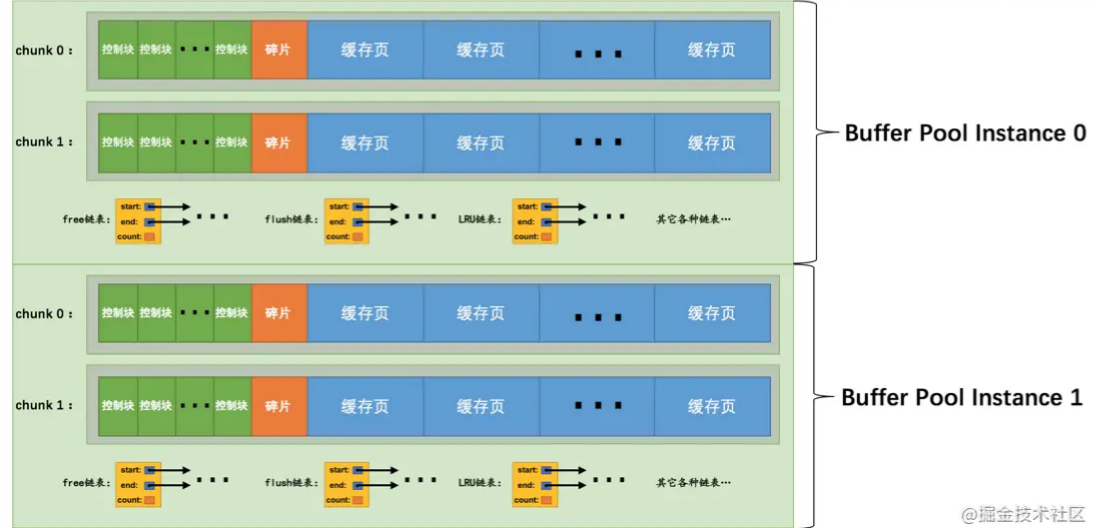 chunk 0： 控制块 控制块 ··· 控制块 碎片 缓存页 缓存页 ··· 缓存页
chunk 1： 控制块 控制块 ··· 控制块 碎片 缓存页 缓存页 ··· 缓存页
Buffer Pool Instance 0
free链表： start: end: count: ···
flush链表： start: end: count: ···
LRU链表： start: end: count: ···
其它各种链表…
chunk 0： 控制块 控制块 ··· 控制块 碎片 缓存页 缓存页 ··· 缓存页
chunk 1： 控制块 控制块 ··· 控制块 碎片 缓存页 缓存页 ··· 缓存页
Buffer Pool Instance 1
free链表： start: end: count: ···
flush链表： start: end: count: ···
LRU链表： start: end: count: ···
其它各种链表…
@掘金技术社区